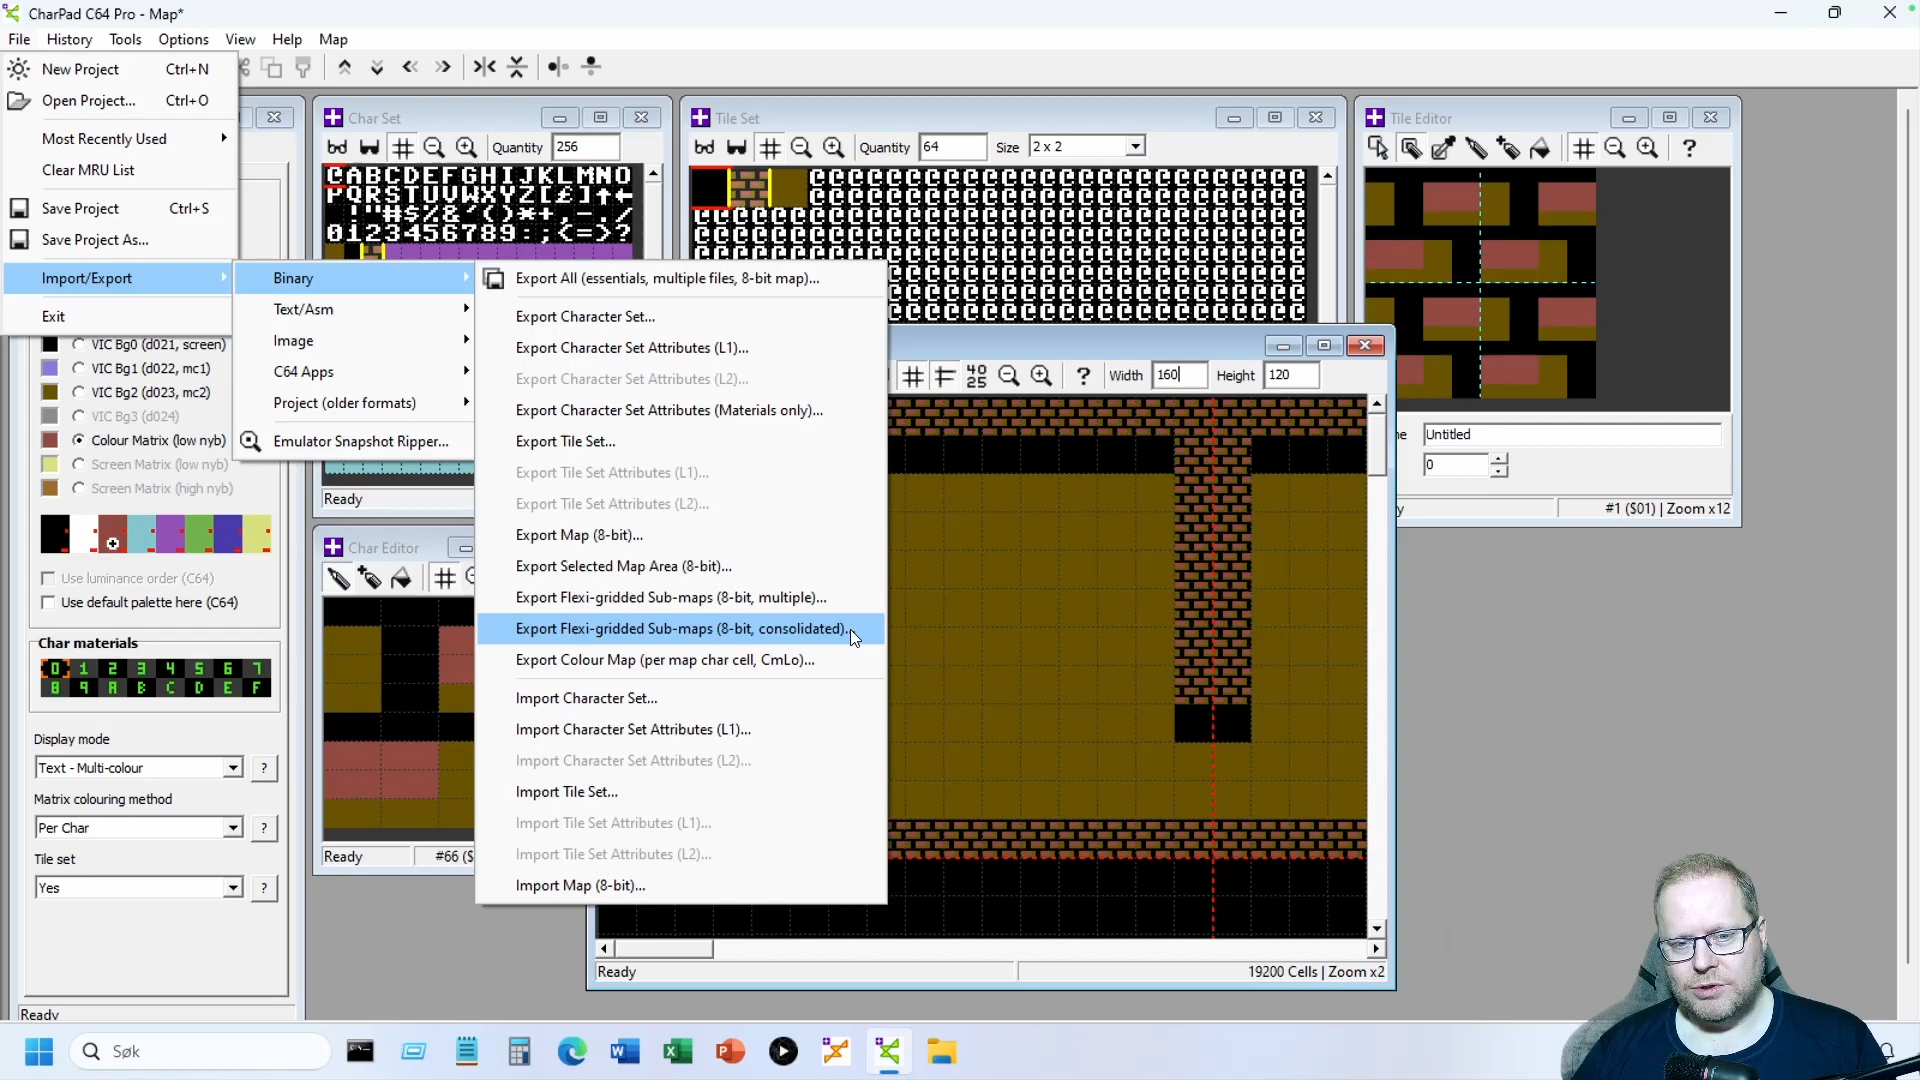 CharPad C64 Pro - Map*
File History Tools Options View Help Map
New Project Ctrl+N
Open Project... Ctrl+O
Most Recently Used
Clear MRU List
Save Project Ctrl+S
Save Project As...
Import/Export
Exit
Binary
Text/Asm
Image
C64 Apps
Project (older formats)
Emulator Snapshot Ripper...
Export All (essentials, multiple files, 8-bit map)...
Export Character Set...
Export Character Set Attributes (L1)...
Export Character Set Attributes (L2)...
Export Character Set Attributes (Materials only)...
Export Tile Set...
Export Tile Set Attributes (L1)...
Export Tile Set Attributes (L2)...
Export Map (8-bit)...
Export Selected Map Area (8-bit)...
Export Flexi-gridded Sub-maps (8-bit, multiple)...
Export Flexi-gridded Sub-maps (8-bit, consolidated)...
Export Colour Map (per map char cell, CmLo)...
Import Character Set...
Import Character Set Attributes (L1)...
Import Character Set Attributes (L2)...
Import Tile Set...
Import Tile Set Attributes (L1)...
Import Tile Set Attributes (L2)...
Import Map (8-bit)...
Char Set
Quantity 256
CABCDEFGHIJKLMNO
PQRSTUVWXYZ[£]↑←
0123456789:;<=>?
Ready
Tile Set
Quantity 64 Size 2 x 2
Tile Editor
Untitled
0
#1 ($01) | Zoom x12
40
25
? Width 160 Height 120
Ready
19200 Cells | Zoom x2
Char Editor
Ready
#66 ($
VIC Bg0 (d021, screen)
VIC Bg1 (d022, mc1)
VIC Bg2 (d023, mc2)
VIC Bg3 (d024)
Colour Matrix (low nyb)
Screen Matrix (low nyb)
Screen Matrix (high nyb)
Use luminance order (C64)
Use default palette here (C64)
Char materials
0 1 2 3 4 5 6 7
8 9 A B C D E F
Display mode
Text - Multi-colour ?
Matrix colouring method
Per Char ?
Tile set
Yes ?
Ready
Søk